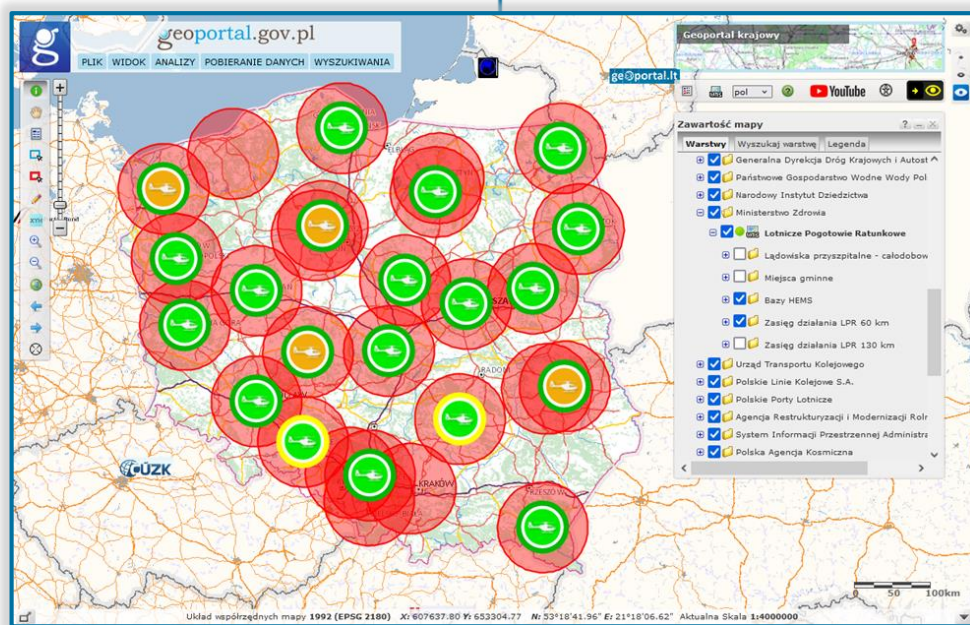 geoportal.gov.pl
PLIK WIDOK ANALIZY POBIERANIE DANYCH WYSZUKIWANIA
Geoportal krajowy
geoportal.lt
pol
YouTube
Zawartość mapy
Warstwy Wyszukaj warstwę Legenda
Generalna Dyrekcja Dróg Krajowych i Autost
Państwowe Gospodarstwo Wodne Wody Pol
Narodowy Instytut Dziedzictwa
Ministerstwo Zdrowia
Lotnicze Pogotowie Ratunkowe
Lądowiska przyszpitalne - całodobow
Miejsca gminne
Bazy HEMS
Zasięg działania LPR 60 km
Zasięg działania LPR 130 km
Urząd Transportu Kolejowego
Polskie Linie Kolejowe S.A.
Polskie Porty Lotnicze
Agencja Restrukturyzacji i Modernizacji Roln
System Informacji Przestrzennej Administra
Polska Agencja Kosmiczna
XYH
RADOM
ČÚZK
KRAKÓW
RZESZÓW
0 50 100km
Układ współrzędnych mapy 1992 (EPSG 2180) X: 607637.80 Y: 653304.77 N: 53°18'41.96" E: 21°18'06.62" Aktualna Skala 1:4000000